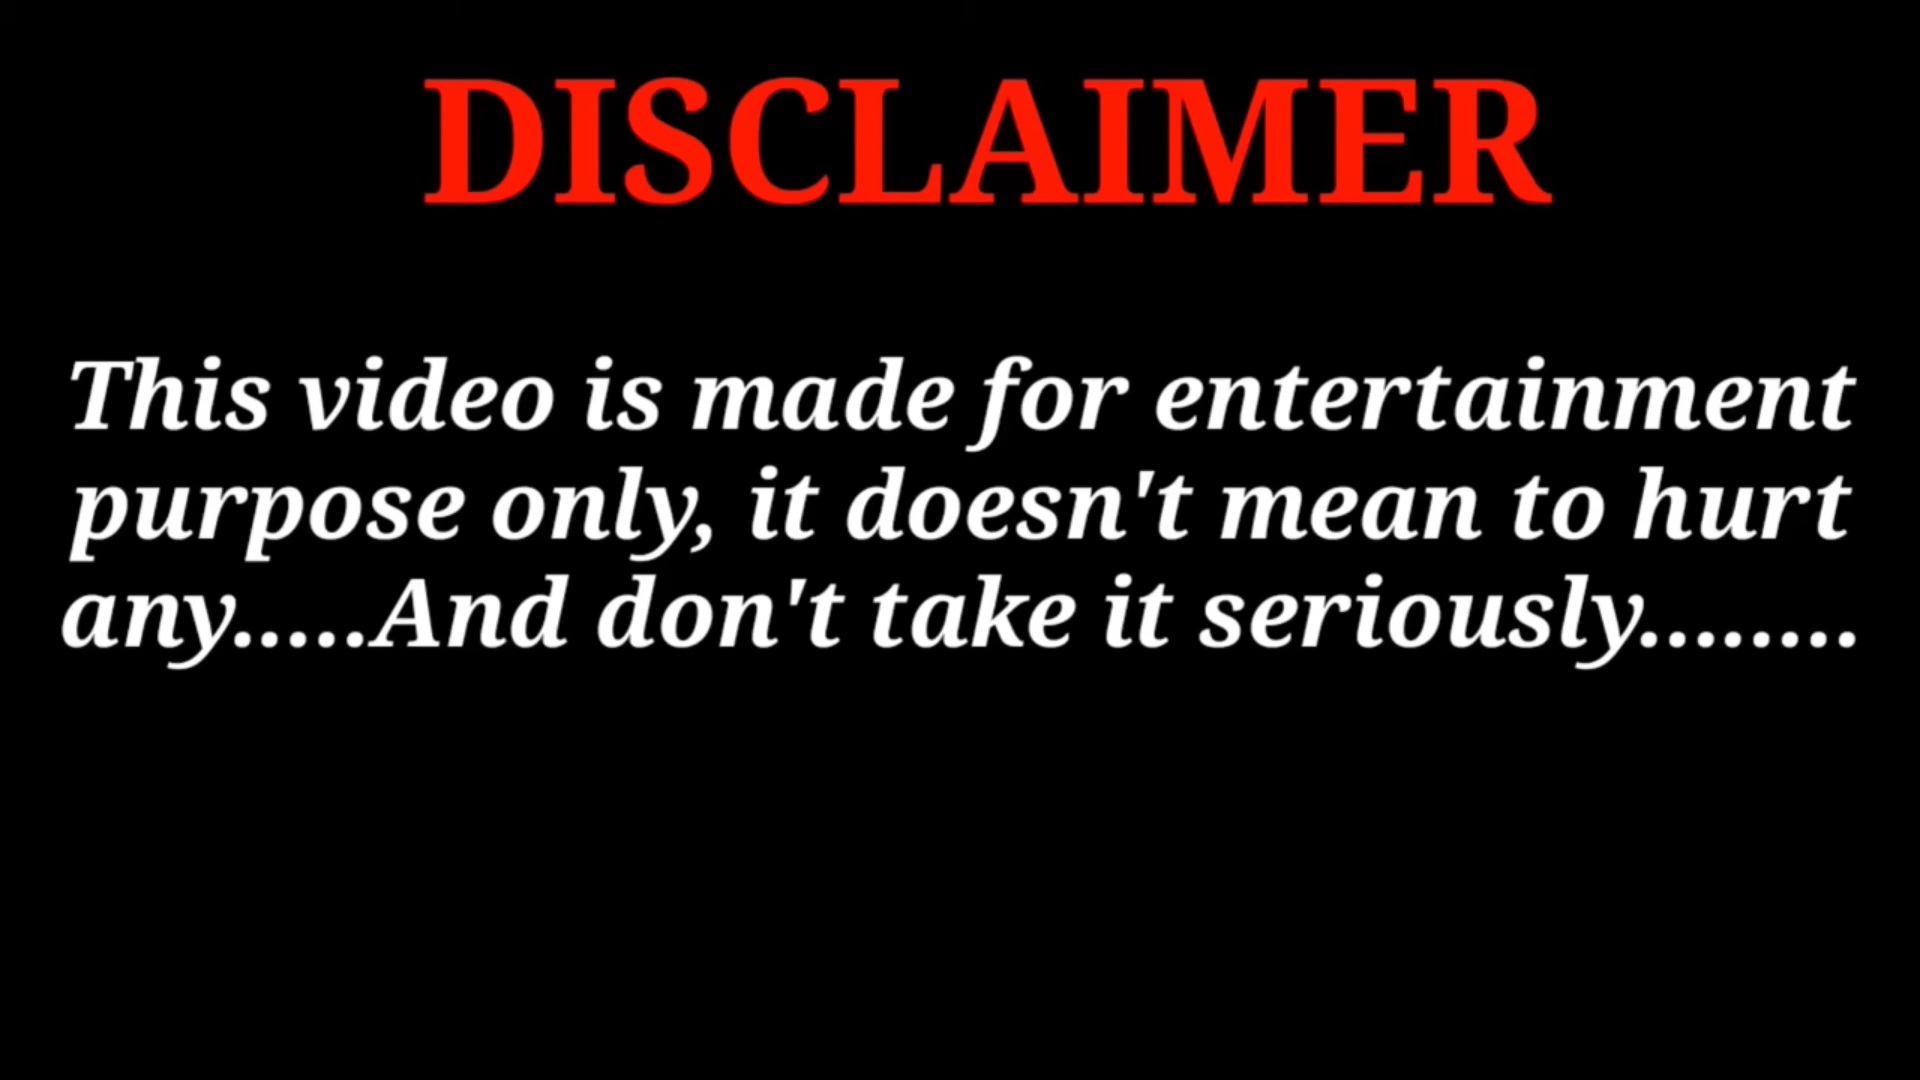 DISCLAIMER
This video is made for entertainment
purpose only, it doesn't mean to hurt
any.....And don't take it seriously........